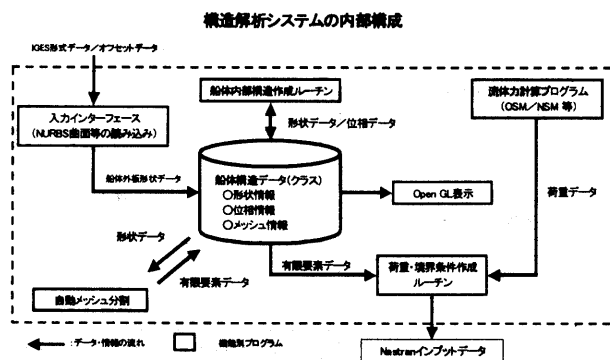 構造解析システムの内部構成
IGES形式データ／オフセットデータ
入力インターフェース
(NURBS曲面等の読み込み)
船体内部構造作成ルーチン
流体力計算プログラム
(OSM／NSM 等)
形状データ／位相データ
船体外板形状データ
船体構造データ(クラス)
○形状情報
○位相情報
○メッシュ情報
Open GL表示
荷重データ
形状データ
有限要素データ
有限要素データ
荷重・境界条件作成
ルーチン
自動メッシュ分割
:データ・情報の流れ
機能別プログラム
Nastranインプットデータ